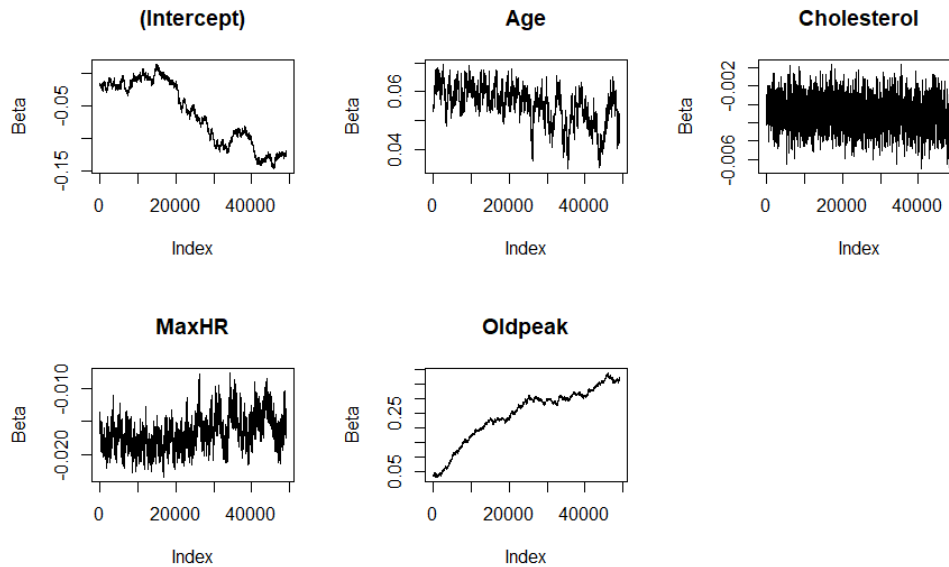 (Intercept)
Beta
-0.05
-0.15
0 20000 40000
Index
Age
Beta
0.06
0.04
0 20000 40000
Index
Cholesterol
Beta
-0.002
-0.006
0 20000 40000
Index
MaxHR
Beta
-0.010
-0.020
0 20000 40000
Index
Oldpeak
Beta
0.25
0.05
0 20000 40000
Index